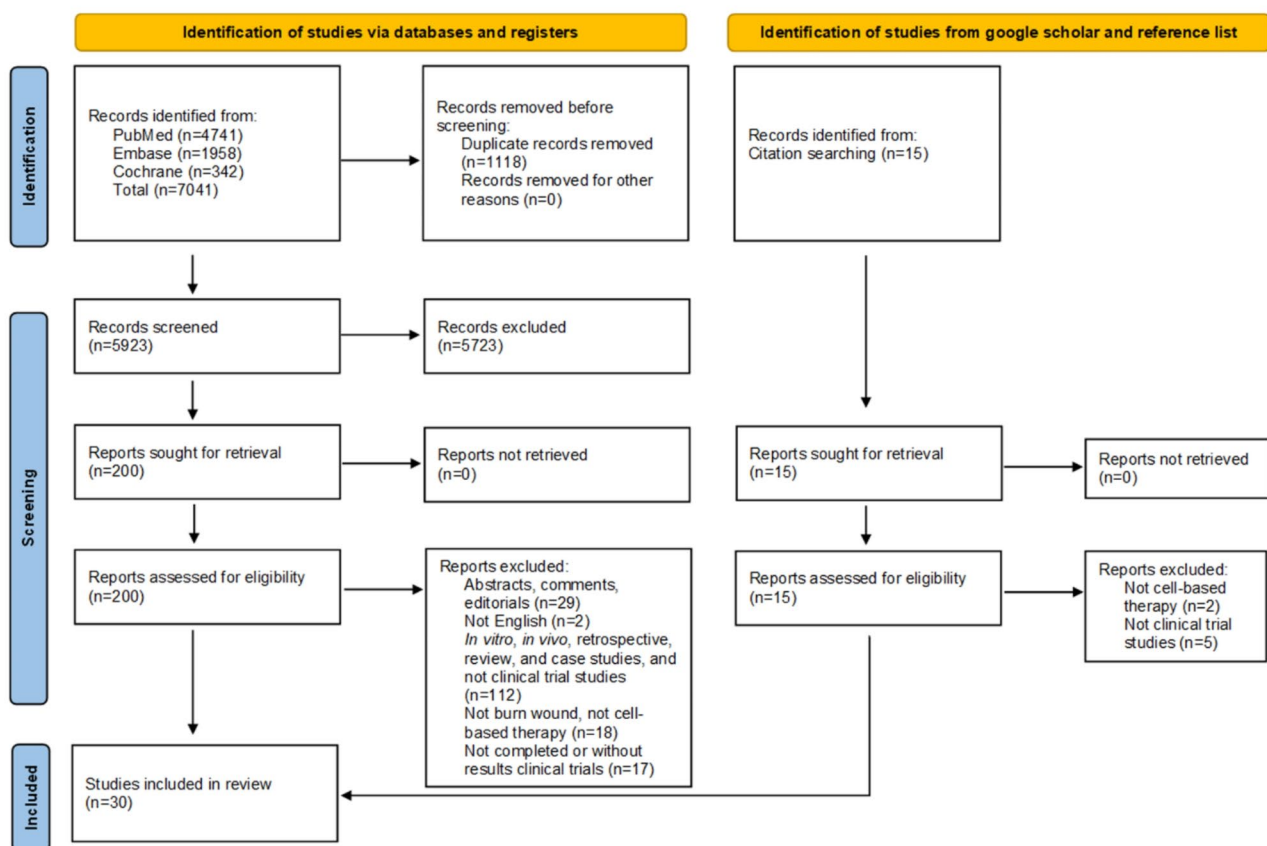 Identification of studies via databases and registers
Identification of studies from google scholar and reference list
Identification
Records identified from:
PubMed (n=4741)
Embase (n=1958)
Cochrane (n=342)
Total (n=7041)
Records removed before
screening:
Duplicate records removed
(n=1118)
Records removed for other
reasons (n=0)
Records identified from:
Citation searching (n=15)
Screening
Records screened
(n=5923)
Records excluded
(n=5723)
Reports sought for retrieval
(n=200)
Reports not retrieved
(n=0)
Reports sought for retrieval
(n=15)
Reports not retrieved
(n=0)
Reports assessed for eligibility
(n=200)
Reports excluded:
Abstracts, comments,
editorials (n=29)
Not English (n=2)
In vitro, in vivo, retrospective,
review, and case studies, and
not clinical trial studies
(n=112)
Not burn wound, not cell-
based therapy (n=18)
Not completed or without
results clinical trials (n=17)
Reports assessed for eligibility
(n=15)
Reports excluded:
Not cell-based
therapy (n=2)
Not clinical trial
studies (n=5)
Included
Studies included in review
(n=30)